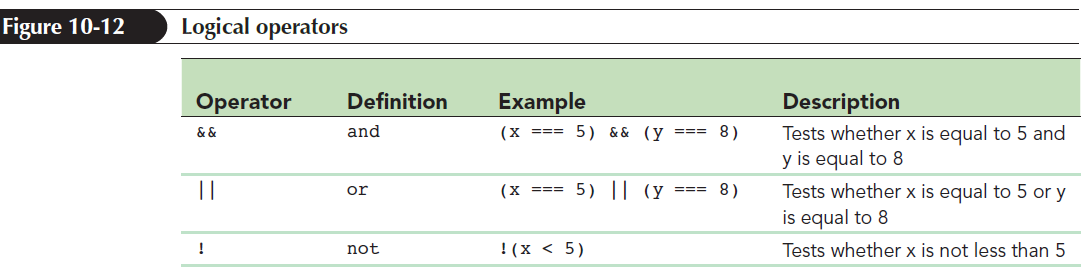 Figure 10-12 Logical operators
Operator Definition Example Description
&& and (x === 5) && (y === 8) Tests whether x is equal to 5 and
y is equal to 8
|| or (x === 5) || (y === 8) Tests whether x is equal to 5 or y
is equal to 8
! not !(x < 5) Tests whether x is not less than 5